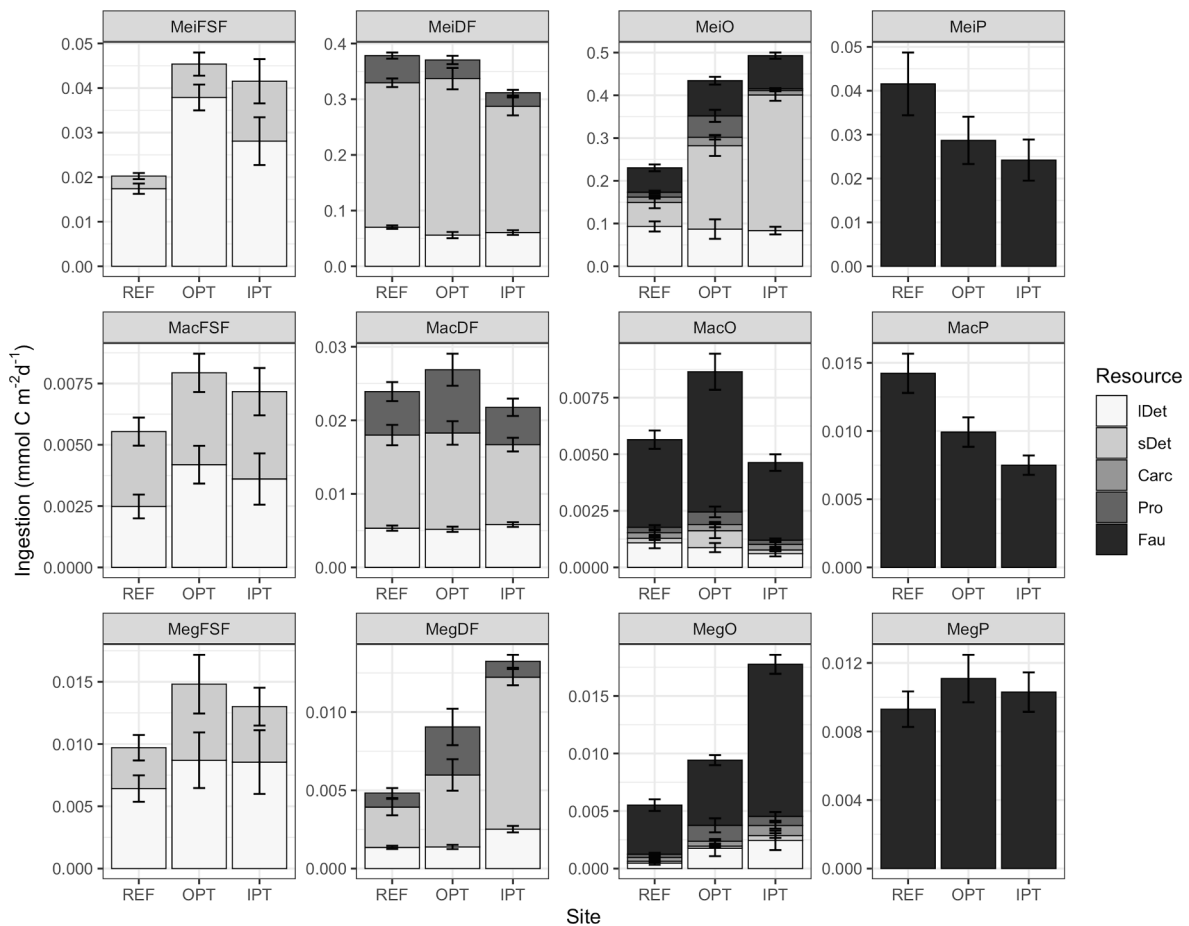 MeiFSF
MeiDF
MeiO
MeiP
0.05
0.04
0.03
0.02
0.01
0.00
0.4
0.3
0.2
0.1
0.0
0.5
0.4
0.3
0.2
0.1
0.0
0.05
0.04
0.03
0.02
0.01
0.00
REF OPT IPT
REF OPT IPT
REF OPT IPT
REF OPT IPT
MacFSF
MacDF
MacO
MacP
0.0075
0.0050
0.0025
0.0000
0.03
0.02
0.01
0.00
0.0075
0.0050
0.0025
0.0000
0.015
0.010
0.005
0.000
REF OPT IPT
REF OPT IPT
REF OPT IPT
REF OPT IPT
MegFSF
MegDF
MegO
MegP
0.015
0.010
0.005
0.000
0.010
0.005
0.000
0.015
0.010
0.005
0.000
0.012
0.008
0.004
0.000
REF OPT IPT
REF OPT IPT
REF OPT IPT
REF OPT IPT
Ingestion (mmol C m⁻²d⁻¹)
Site
Resource
lDet
sDet
Carc
Pro
Fau